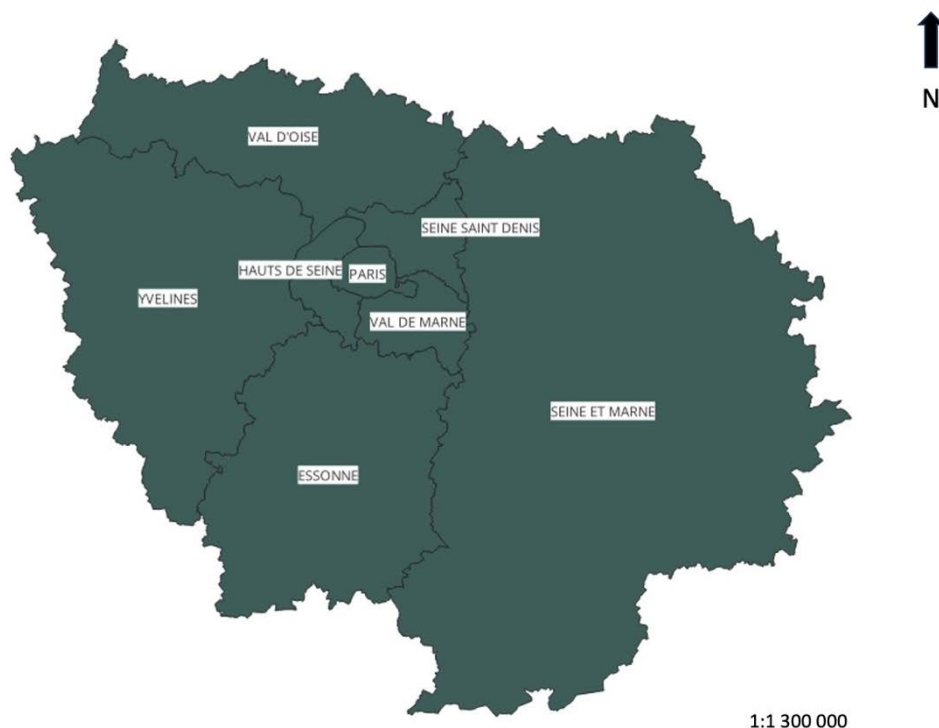 N
VAL D'OISE
SEINE SAINT DENIS
HAUTS DE SEINE
PARIS
YVELINES
VAL DE MARNE
SEINE ET MARNE
ESSONNE
1:1 300 000